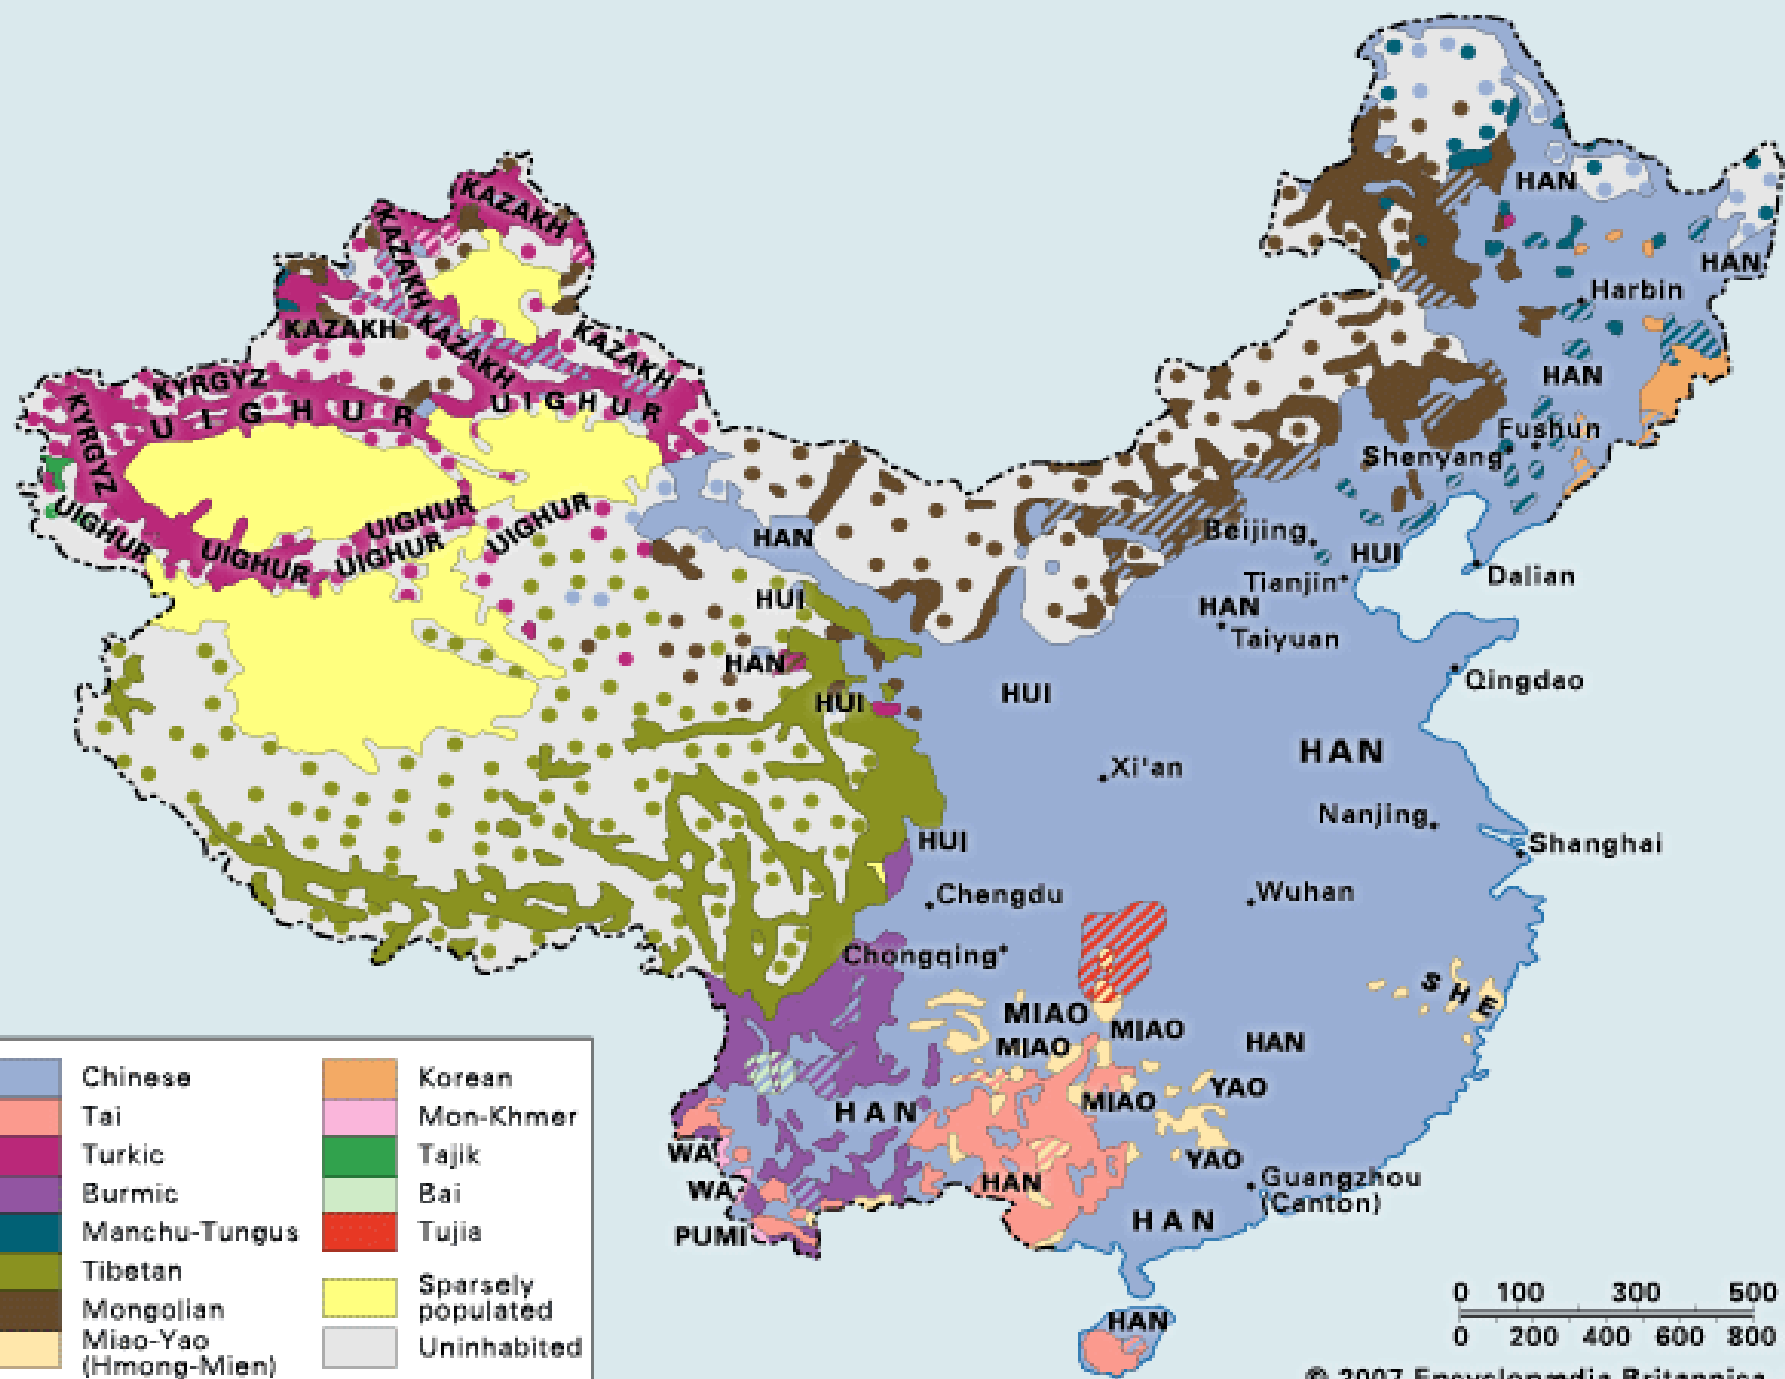 HAN
HAN
Harbin
HAN
Fushun
Shenyang
KAZAKH
KAZAKH
KAZAKH
KAZAKH
KAZAKH
KYRGYZ
UIGHUR
UIGHUR
KYRGYZ
UIGHUR
UIGHUR
UIGHUR
UIGHUR
UIGHUR
HAN
Beijing
HUI
Tianjin
Dalian
HUI
HAN
Taiyuan
HAN
Qingdao
HUI
HUI
HAN
Xi'an
Nanjing
HUI
Shanghai
Chengdu
Wuhan
Chongqing
SHE
MIAO
MIAO
MIAO
HAN
YAO
MIAO
HAN
WA
YAO
Guangzhou
(Canton)
HAN
WA
HAN
PUMI
HAN
Chinese
Tai
Turkic
Burmic
Manchu-Tungus
Tibetan
Mongolian
Miao-Yao
(Hmong-Mien)
Korean
Mon-Khmer
Tajik
Bai
Tujia
Sparsely
populated
Uninhabited
0 100 300 500
0 200 400 600 800
© 2007 Encyclopædia Britannica